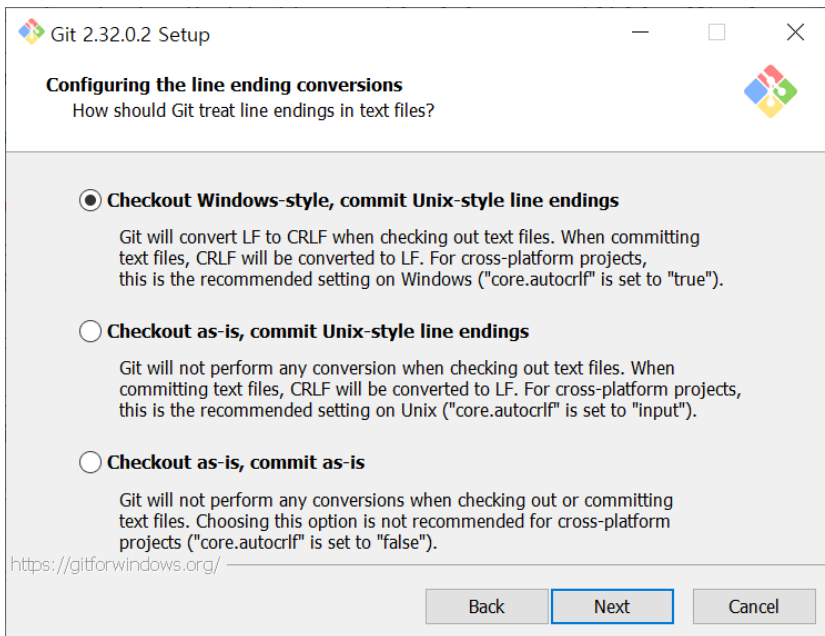 Git 2.32.0.2 Setup
Configuring the line ending conversions
How should Git treat line endings in text files?
Checkout Windows-style, commit Unix-style line endings
Git will convert LF to CRLF when checking out text files. When committing
text files, CRLF will be converted to LF. For cross-platform projects,
this is the recommended setting on Windows ("core.autocrlf" is set to "true").
Checkout as-is, commit Unix-style line endings
Git will not perform any conversion when checking out text files. When
committing text files, CRLF will be converted to LF. For cross-platform projects,
this is the recommended setting on Unix ("core.autocrlf" is set to "input").
Checkout as-is, commit as-is
Git will not perform any conversions when checking out or committing
text files. Choosing this option is not recommended for cross-platform
projects ("core.autocrlf" is set to "false").
https://gitforwindows.org/
Back Next Cancel